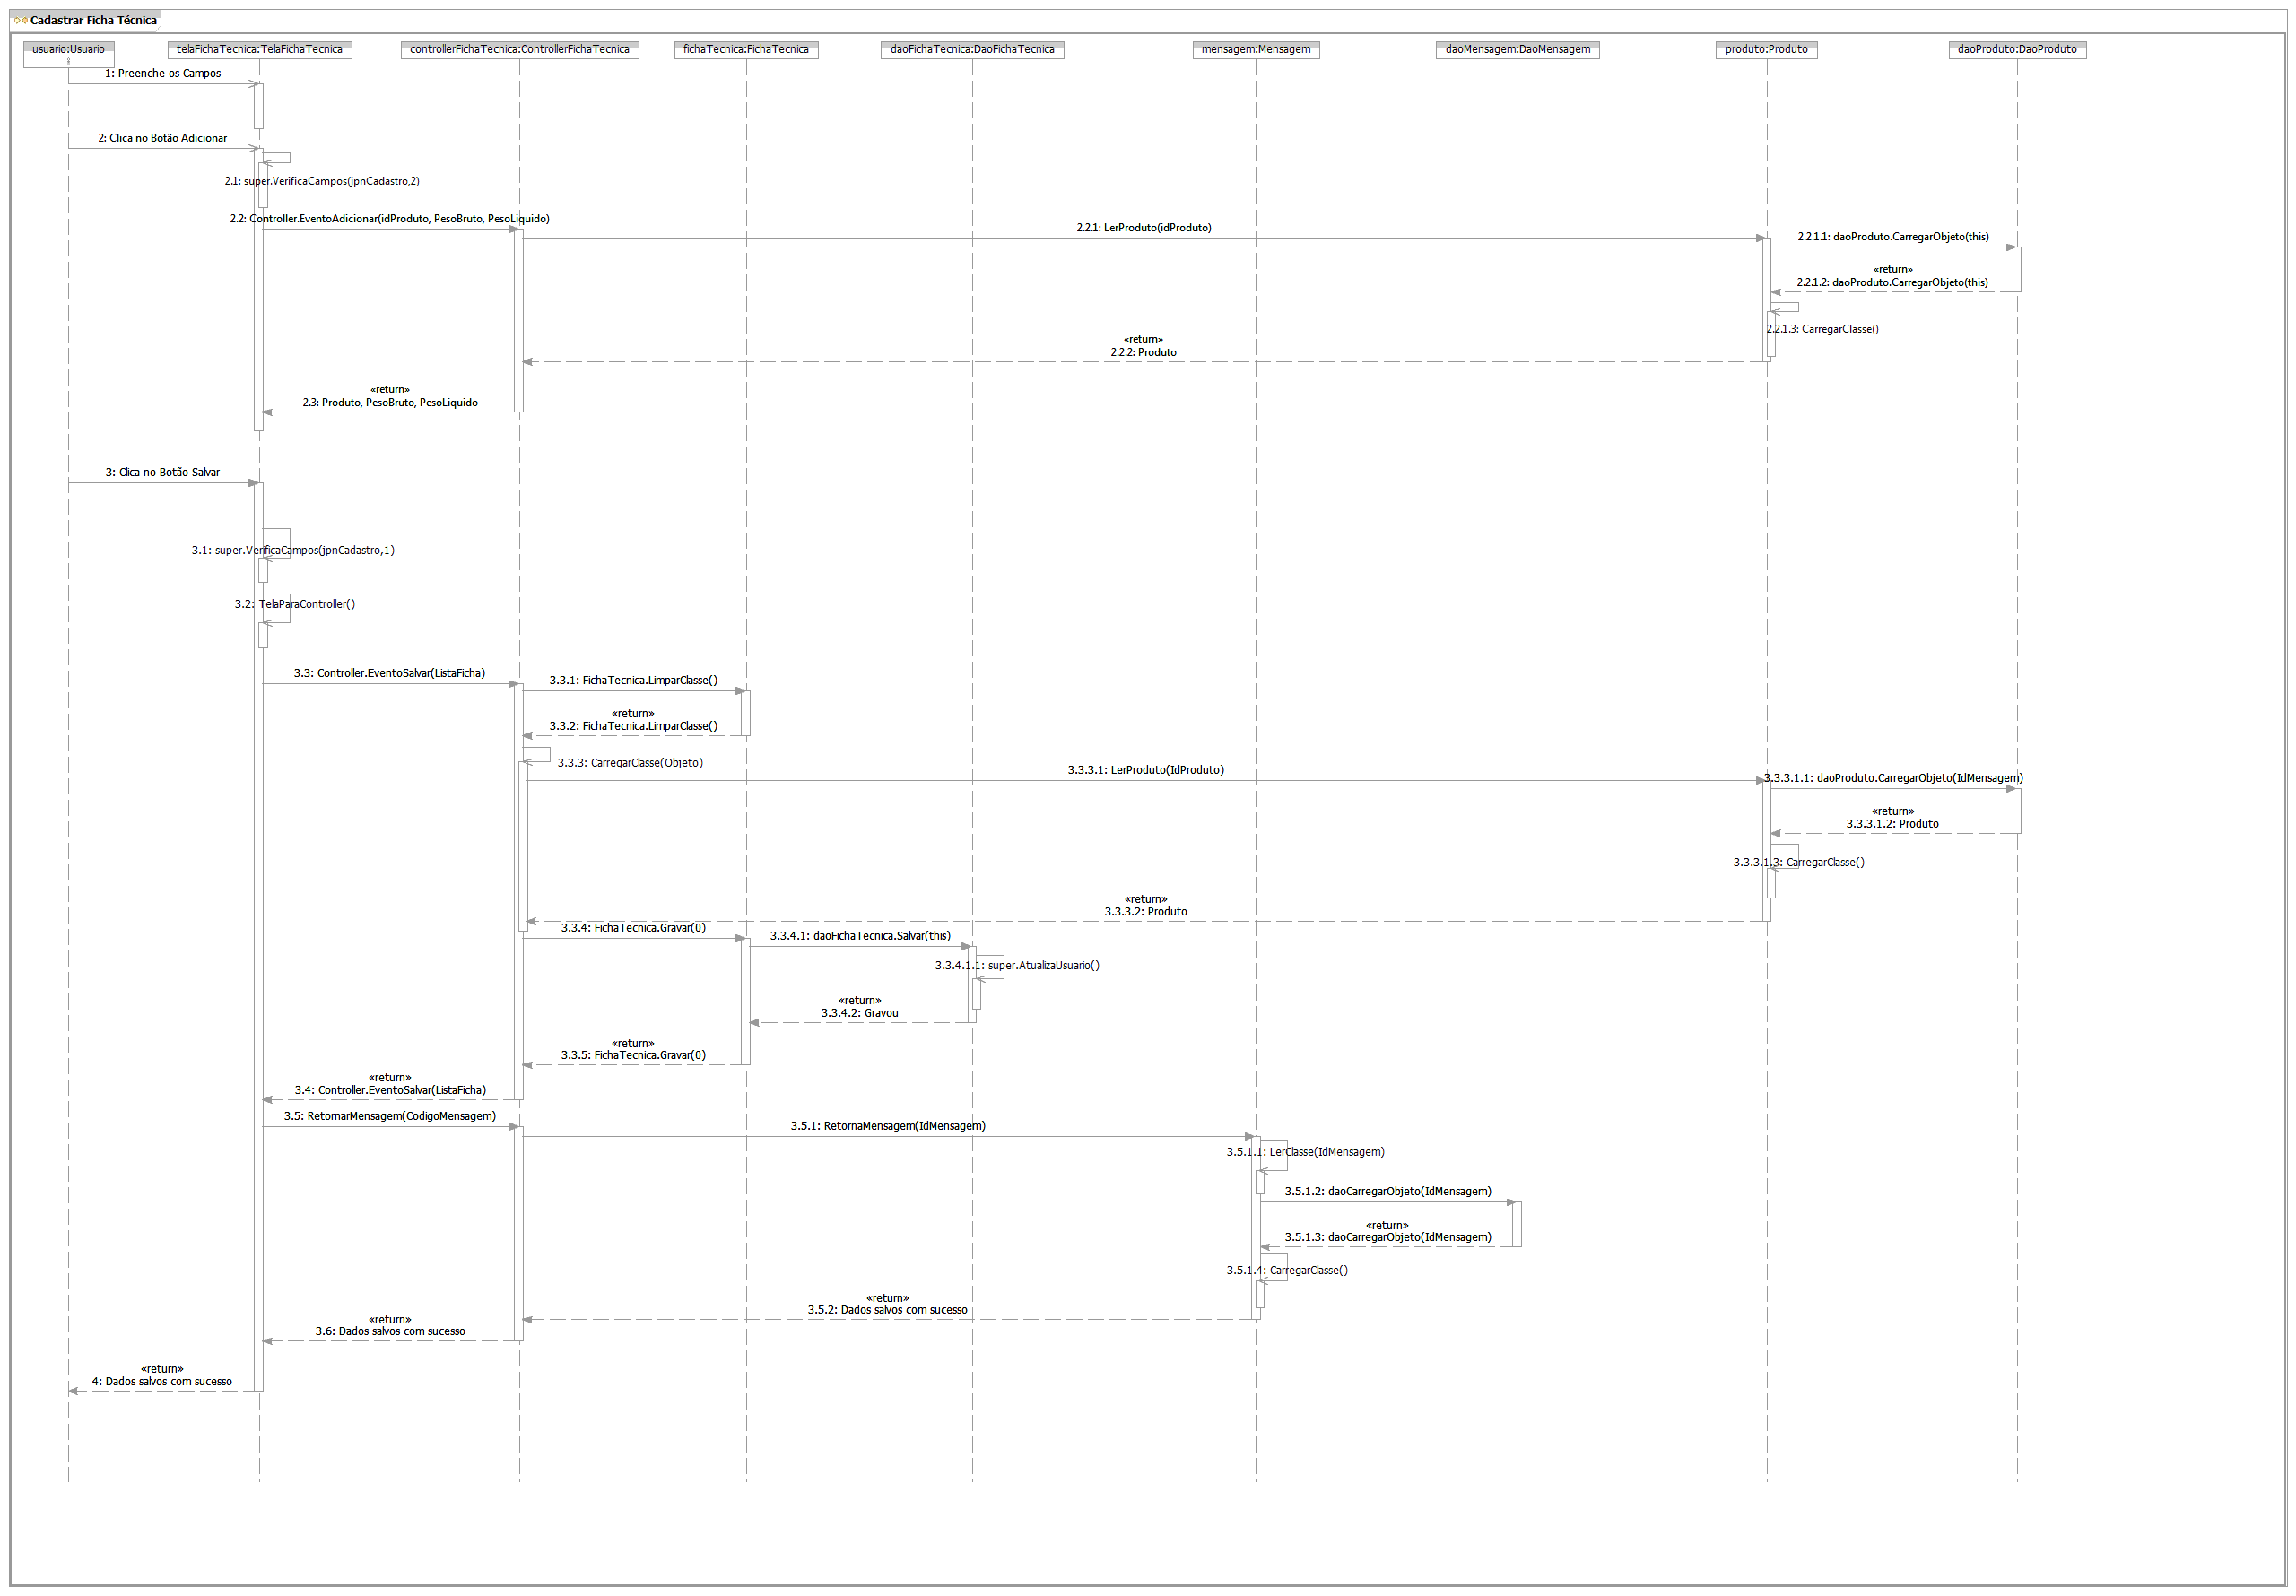 Cadastrar Ficha Técnica
usuario:Usuario
telaFichaTecnica:TelaFichaTecnica
controllerFichaTecnica:ControllerFichaTecnica
fichaTecnica:FichaTecnica
daoFichaTecnica:DaoFichaTecnica
mensagem:Mensagem
daoMensagem:DaoMensagem
produto:Produto
daoProduto:DaoProduto
1: Preenche os Campos
2: Clica no Botão Adicionar
2.1: super.VerificaCampos(jpnCadastro,2)
2.2: Controller.EventoAdicionar(idProduto, PesoBruto, PesoLiquido)
2.2.1: LerProduto(idProduto)
2.2.1.1: daoProduto.CarregarObjeto(this)
«return»
2.2.1.2: daoProduto.CarregarObjeto(this)
2.2.1.3: CarregarClasse()
«return»
2.2.2: Produto
«return»
2.3: Produto, PesoBruto, PesoLiquido
3: Clica no Botão Salvar
3.1: super.VerificaCampos(jpnCadastro,1)
3.2: TelaParaController()
3.3: Controller.EventoSalvar(ListaFicha)
3.3.1: FichaTecnica.LimparClasse()
«return»
3.3.2: FichaTecnica.LimparClasse()
3.3.3: CarregarClasse(Objeto)
3.3.3.1: LerProduto(IdProduto)
3.3.3.1.1: daoProduto.CarregarObjeto(IdMensagem)
«return»
3.3.3.1.2: Produto
3.3.3.1.3: CarregarClasse()
«return»
3.3.3.2: Produto
3.3.4: FichaTecnica.Gravar(0)
3.3.4.1: daoFichaTecnica.Salvar(this)
3.3.4.1.1: super.AtualizaUsuario()
«return»
3.3.4.2: Gravou
«return»
3.3.5: FichaTecnica.Gravar(0)
«return»
3.4: Controller.EventoSalvar(ListaFicha)
3.5: RetornarMensagem(CodigoMensagem)
3.5.1: RetornaMensagem(IdMensagem)
3.5.1.1: LerClasse(IdMensagem)
3.5.1.2: daoCarregarObjeto(IdMensagem)
«return»
3.5.1.3: daoCarregarObjeto(IdMensagem)
3.5.1.4: CarregarClasse()
«return»
3.5.2: Dados salvos com sucesso
«return»
3.6: Dados salvos com sucesso
«return»
4: Dados salvos com sucesso